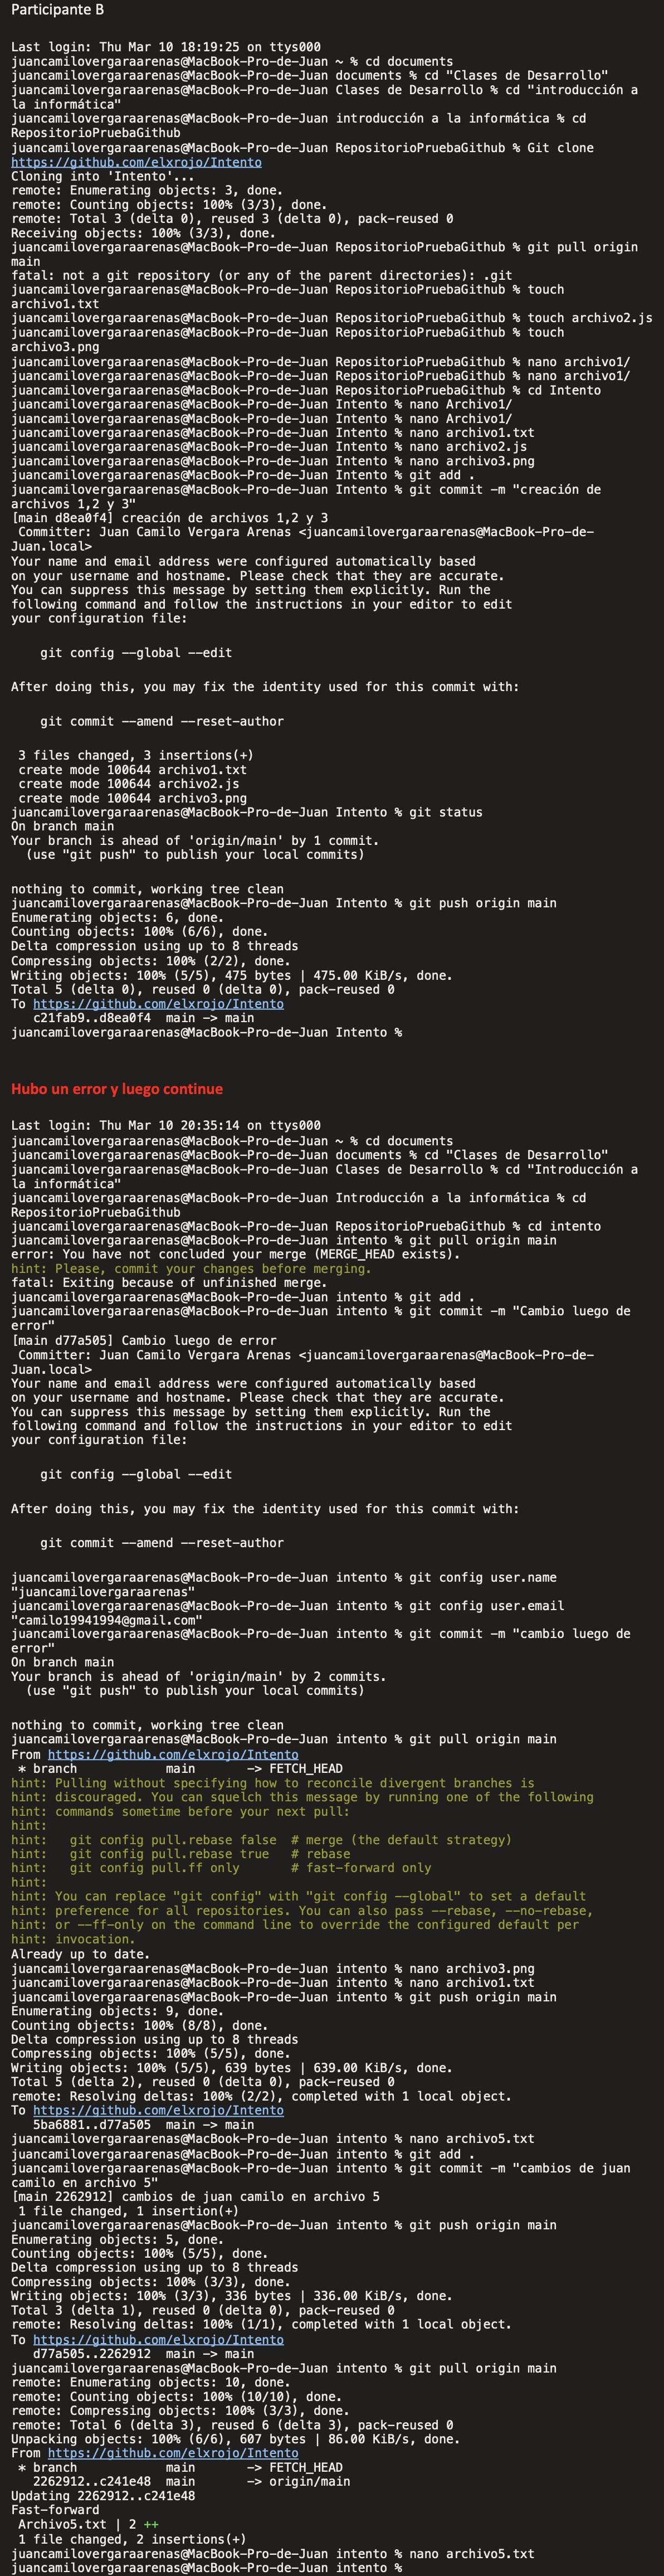 Participante B
Last login: Thu Mar 10 18:19:25 on ttys000
juancamilovergaraarenas@MacBook-Pro-de-Juan ~ % cd documents
juancamilovergaraarenas@MacBook-Pro-de-Juan documents % cd "Clases de Desarrollo"
juancamilovergaraarenas@MacBook-Pro-de-Juan Clases de Desarrollo % cd "introducción a
la informática"
juancamilovergaraarenas@MacBook-Pro-de-Juan introducción a la informática % cd
RepositorioPruebaGithub
juancamilovergaraarenas@MacBook-Pro-de-Juan RepositorioPruebaGithub % Git clone
https://github.com/elxrojo/Intento
Cloning into 'Intento'...
remote: Enumerating objects: 3, done.
remote: Counting objects: 100% (3/3), done.
remote: Total 3 (delta 0), reused 3 (delta 0), pack-reused 0
Receiving objects: 100% (3/3), done.
juancamilovergaraarenas@MacBook-Pro-de-Juan RepositorioPruebaGithub % git pull origin
main
fatal: not a git repository (or any of the parent directories): .git
juancamilovergaraarenas@MacBook-Pro-de-Juan RepositorioPruebaGithub % touch
archivo1.txt
juancamilovergaraarenas@MacBook-Pro-de-Juan RepositorioPruebaGithub % touch archivo2.js
juancamilovergaraarenas@MacBook-Pro-de-Juan RepositorioPruebaGithub % touch
archivo3.png
juancamilovergaraarenas@MacBook-Pro-de-Juan RepositorioPruebaGithub % nano archivo1/
juancamilovergaraarenas@MacBook-Pro-de-Juan RepositorioPruebaGithub % nano archivo1/
juancamilovergaraarenas@MacBook-Pro-de-Juan RepositorioPruebaGithub % cd Intento
juancamilovergaraarenas@MacBook-Pro-de-Juan Intento % nano Archivo1/
juancamilovergaraarenas@MacBook-Pro-de-Juan Intento % nano Archivo1/
juancamilovergaraarenas@MacBook-Pro-de-Juan Intento % nano archivo1.txt
juancamilovergaraarenas@MacBook-Pro-de-Juan Intento % nano archivo2.js
juancamilovergaraarenas@MacBook-Pro-de-Juan Intento % nano archivo3.png
juancamilovergaraarenas@MacBook-Pro-de-Juan Intento % git add .
juancamilovergaraarenas@MacBook-Pro-de-Juan Intento % git commit -m "creación de
archivos 1,2 y 3"
[main d8ea0f4] creación de archivos 1,2 y 3
 Committer: Juan Camilo Vergara Arenas <juancamilovergaraarenas@MacBook-Pro-de-
Juan.local>
Your name and email address were configured automatically based
on your username and hostname. Please check that they are accurate.
You can suppress this message by setting them explicitly. Run the
following command and follow the instructions in your editor to edit
your configuration file:
    git config --global --edit
After doing this, you may fix the identity used for this commit with:
    git commit --amend --reset-author
 3 files changed, 3 insertions(+)
 create mode 100644 archivo1.txt
 create mode 100644 archivo2.js
 create mode 100644 archivo3.png
juancamilovergaraarenas@MacBook-Pro-de-Juan Intento % git status
On branch main
Your branch is ahead of 'origin/main' by 1 commit.
  (use "git push" to publish your local commits)
nothing to commit, working tree clean
juancamilovergaraarenas@MacBook-Pro-de-Juan Intento % git push origin main
Enumerating objects: 6, done.
Counting objects: 100% (6/6), done.
Delta compression using up to 8 threads
Compressing objects: 100% (2/2), done.
Writing objects: 100% (5/5), 475 bytes | 475.00 KiB/s, done.
Total 5 (delta 0), reused 0 (delta 0), pack-reused 0
To https://github.com/elxrojo/Intento
   c21fab9..d8ea0f4  main -> main
juancamilovergaraarenas@MacBook-Pro-de-Juan Intento %
Hubo un error y luego continue
Last login: Thu Mar 10 20:35:14 on ttys000
juancamilovergaraarenas@MacBook-Pro-de-Juan ~ % cd documents
juancamilovergaraarenas@MacBook-Pro-de-Juan documents % cd "Clases de Desarrollo"
juancamilovergaraarenas@MacBook-Pro-de-Juan Clases de Desarrollo % cd "Introducción a
la informática"
juancamilovergaraarenas@MacBook-Pro-de-Juan Introducción a la informática % cd
RepositorioPruebaGithub
juancamilovergaraarenas@MacBook-Pro-de-Juan RepositorioPruebaGithub % cd intento
juancamilovergaraarenas@MacBook-Pro-de-Juan intento % git pull origin main
error: You have not concluded your merge (MERGE_HEAD exists).
hint: Please, commit your changes before merging.
fatal: Exiting because of unfinished merge.
juancamilovergaraarenas@MacBook-Pro-de-Juan intento % git add .
juancamilovergaraarenas@MacBook-Pro-de-Juan intento % git commit -m "Cambio luego de
error"
[main d77a505] Cambio luego de error
 Committer: Juan Camilo Vergara Arenas <juancamilovergaraarenas@MacBook-Pro-de-
Juan.local>
Your name and email address were configured automatically based
on your username and hostname. Please check that they are accurate.
You can suppress this message by setting them explicitly. Run the
following command and follow the instructions in your editor to edit
your configuration file:
    git config --global --edit
After doing this, you may fix the identity used for this commit with:
    git commit --amend --reset-author
juancamilovergaraarenas@MacBook-Pro-de-Juan intento % git config user.name
"juancamilovergaraarenas"
juancamilovergaraarenas@MacBook-Pro-de-Juan intento % git config user.email
"camilo19941994@gmail.com"
juancamilovergaraarenas@MacBook-Pro-de-Juan intento % git commit -m "cambio luego de
error"
On branch main
Your branch is ahead of 'origin/main' by 2 commits.
  (use "git push" to publish your local commits)
nothing to commit, working tree clean
juancamilovergaraarenas@MacBook-Pro-de-Juan intento % git pull origin main
From https://github.com/elxrojo/Intento
 * branch            main       -> FETCH_HEAD
hint: Pulling without specifying how to reconcile divergent branches is
hint: discouraged. You can squelch this message by running one of the following
hint: commands sometime before your next pull:
hint:
hint:   git config pull.rebase false  # merge (the default strategy)
hint:   git config pull.rebase true   # rebase
hint:   git config pull.ff only       # fast-forward only
hint:
hint: You can replace "git config" with "git config --global" to set a default
hint: preference for all repositories. You can also pass --rebase, --no-rebase,
hint: or --ff-only on the command line to override the configured default per
hint: invocation.
Already up to date.
juancamilovergaraarenas@MacBook-Pro-de-Juan intento % nano archivo3.png
juancamilovergaraarenas@MacBook-Pro-de-Juan intento % nano archivo1.txt
juancamilovergaraarenas@MacBook-Pro-de-Juan intento % git push origin main
Enumerating objects: 9, done.
Counting objects: 100% (8/8), done.
Delta compression using up to 8 threads
Compressing objects: 100% (5/5), done.
Writing objects: 100% (5/5), 639 bytes | 639.00 KiB/s, done.
Total 5 (delta 2), reused 0 (delta 0), pack-reused 0
remote: Resolving deltas: 100% (2/2), completed with 1 local object.
To https://github.com/elxrojo/Intento
   5ba6881..d77a505  main -> main
juancamilovergaraarenas@MacBook-Pro-de-Juan intento % nano archivo5.txt
juancamilovergaraarenas@MacBook-Pro-de-Juan intento % git add .
juancamilovergaraarenas@MacBook-Pro-de-Juan intento % git commit -m "cambios de juan
camilo en archivo 5"
[main 2262912] cambios de juan camilo en archivo 5
 1 file changed, 1 insertion(+)
juancamilovergaraarenas@MacBook-Pro-de-Juan intento % git push origin main
Enumerating objects: 5, done.
Counting objects: 100% (5/5), done.
Delta compression using up to 8 threads
Compressing objects: 100% (3/3), done.
Writing objects: 100% (3/3), 336 bytes | 336.00 KiB/s, done.
Total 3 (delta 1), reused 0 (delta 0), pack-reused 0
remote: Resolving deltas: 100% (1/1), completed with 1 local object.
To https://github.com/elxrojo/Intento
   d77a505..2262912  main -> main
juancamilovergaraarenas@MacBook-Pro-de-Juan intento % git pull origin main
remote: Enumerating objects: 10, done.
remote: Counting objects: 100% (10/10), done.
remote: Compressing objects: 100% (3/3), done.
remote: Total 6 (delta 3), reused 6 (delta 3), pack-reused 0
Unpacking objects: 100% (6/6), 607 bytes | 86.00 KiB/s, done.
From https://github.com/elxrojo/Intento
 * branch            main       -> FETCH_HEAD
   2262912..c241e48  main       -> origin/main
Updating 2262912..c241e48
Fast-forward
 Archivo5.txt | 2 ++
 1 file changed, 2 insertions(+)
juancamilovergaraarenas@MacBook-Pro-de-Juan intento % nano archivo5.txt
juancamilovergaraarenas@MacBook-Pro-de-Juan intento %